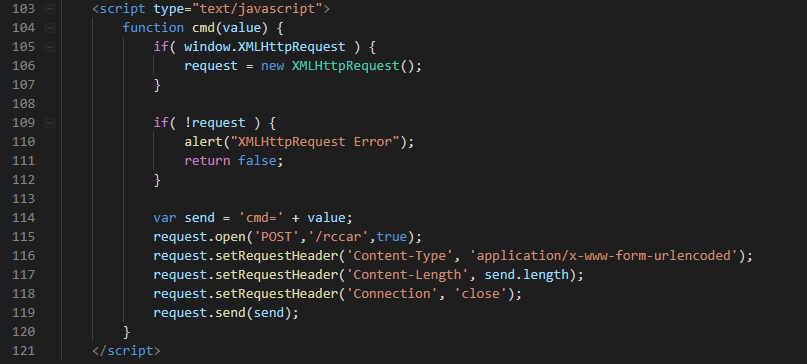 103 <script type="text/javascript">
104 function cmd(value) {
105 if( window.XMLHttpRequest ) {
106 request = new XMLHttpRequest();
107 }
108
109 if( !request ) {
110 alert("XMLHttpRequest Error");
111 return false;
112 }
113
114 var send = 'cmd=' + value;
115 request.open('POST','/rccar',true);
116 request.setRequestHeader('Content-Type', 'application/x-www-form-urlencoded');
117 request.setRequestHeader('Content-Length', send.length);
118 request.setRequestHeader('Connection', 'close');
119 request.send(send);
120 }
121 </script>